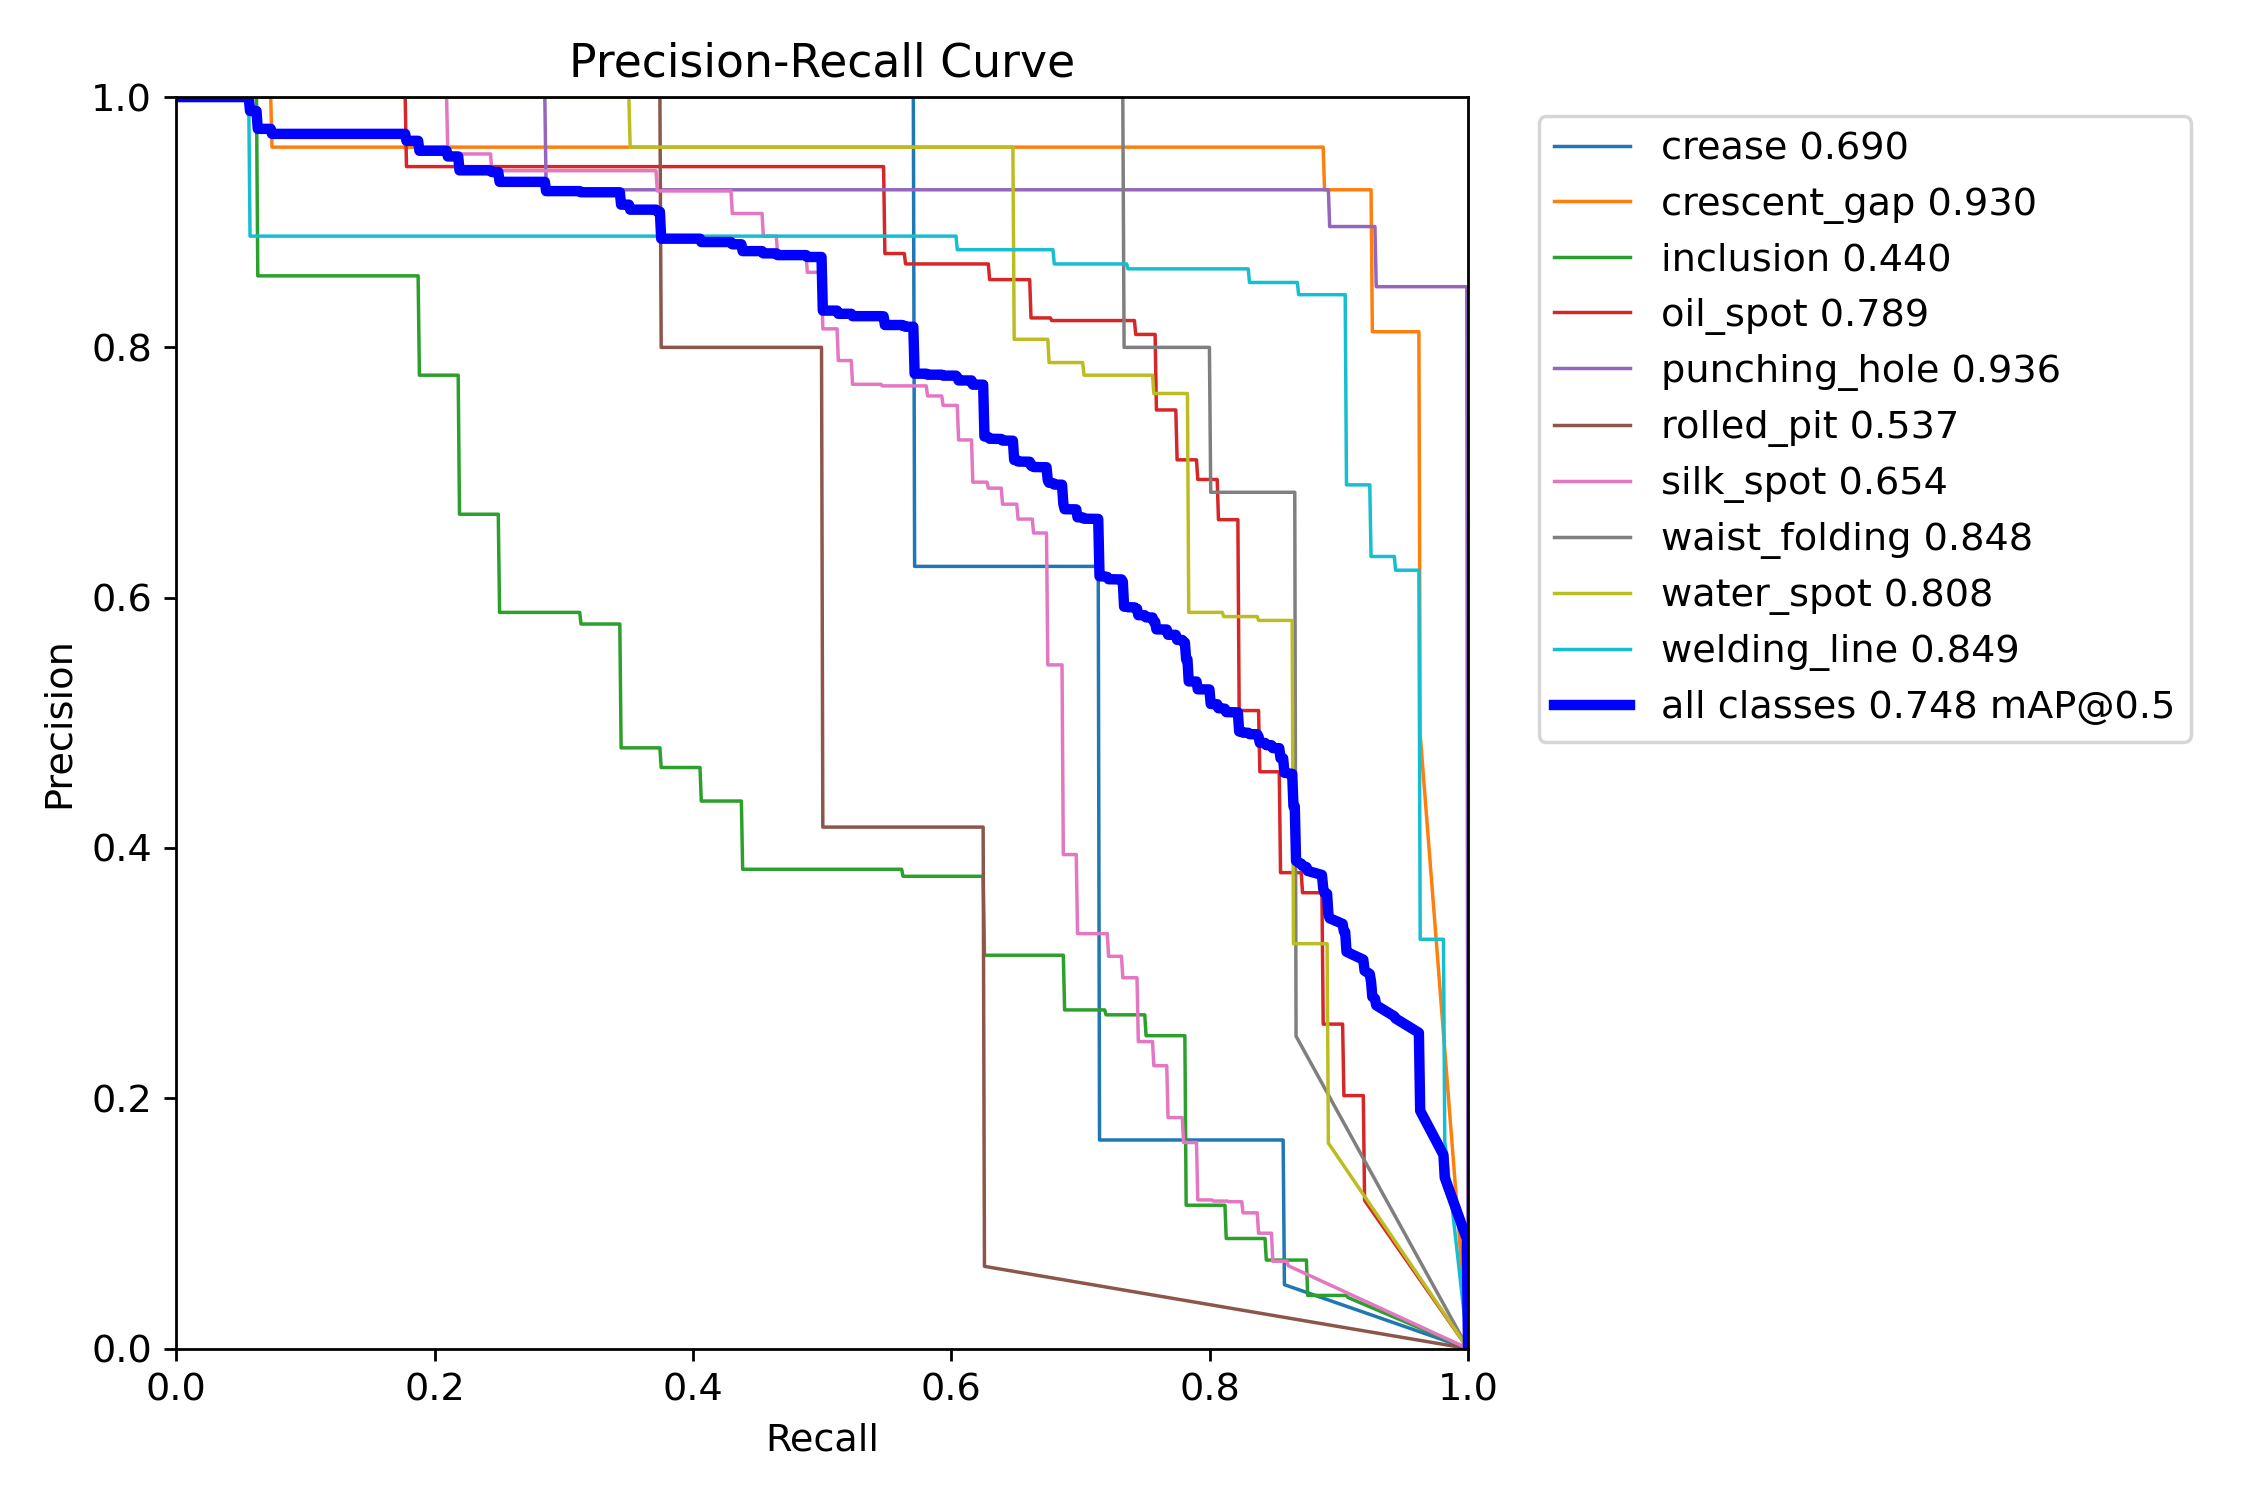 Precision-Recall Curve
1.0
0.8
0.6
0.4
0.2
0.0
Precision
0.0 0.2 0.4 0.6 0.8 1.0
Recall
crease 0.690
crescent_gap 0.930
inclusion 0.440
oil_spot 0.789
punching_hole 0.936
rolled_pit 0.537
silk_spot 0.654
waist_folding 0.848
water_spot 0.808
welding_line 0.849
all classes 0.748 mAP@0.5